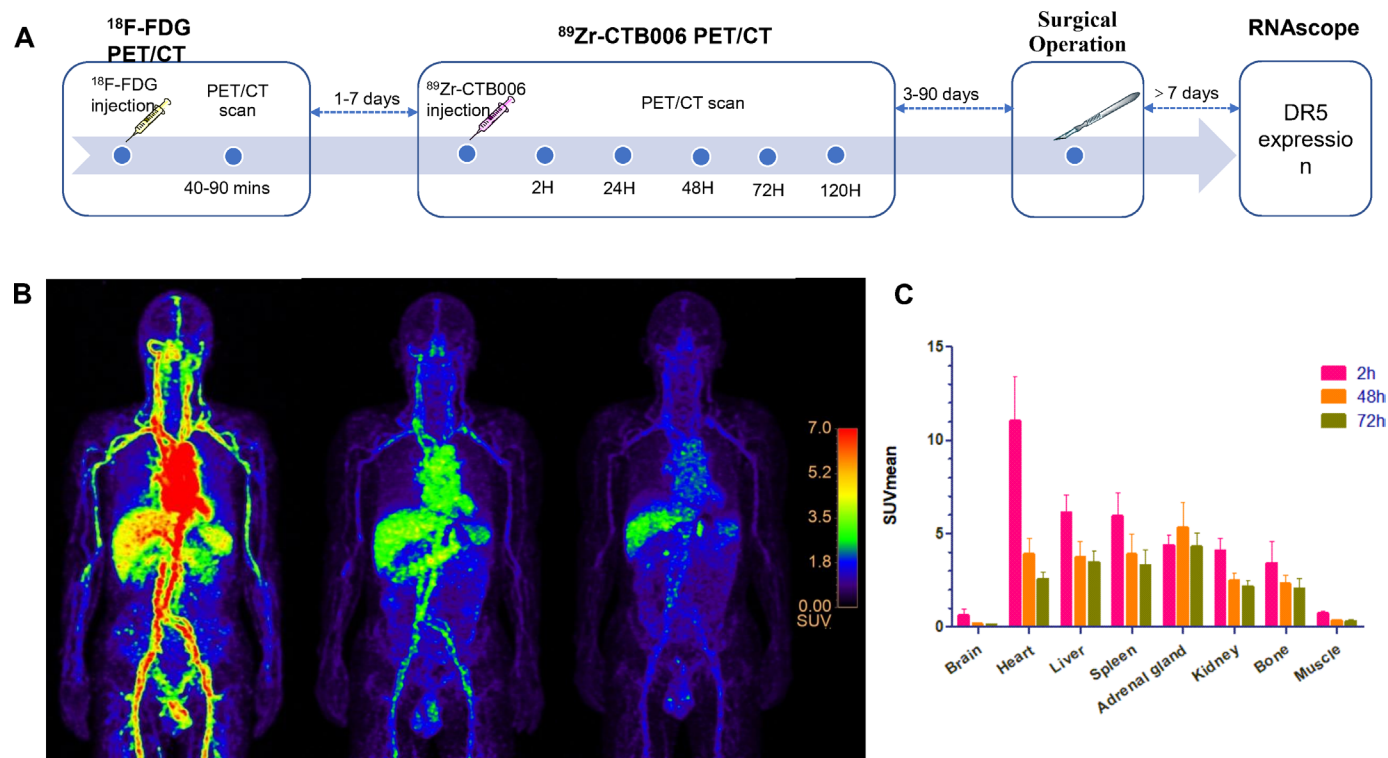 A
¹⁸F-FDG
PET/CT
⁸⁹Zr-CTB006 PET/CT
Surgical
Operation
RNAscope
¹⁸F-FDG
injection
PET/CT
scan
40-90 mins
1-7 days
⁸⁹Zr-CTB006
injection
PET/CT scan
2H
24H
48H
72H
120H
3-90 days
> 7 days
DR5
expressio
n
B
7.0
5.2
3.5
1.8
0.00
SUV
C
SUVmean
15
10
5
0
2h
48h
72h
Brain
Heart
Liver
Spleen
Adrenal gland
Kidney
Bone
Muscle